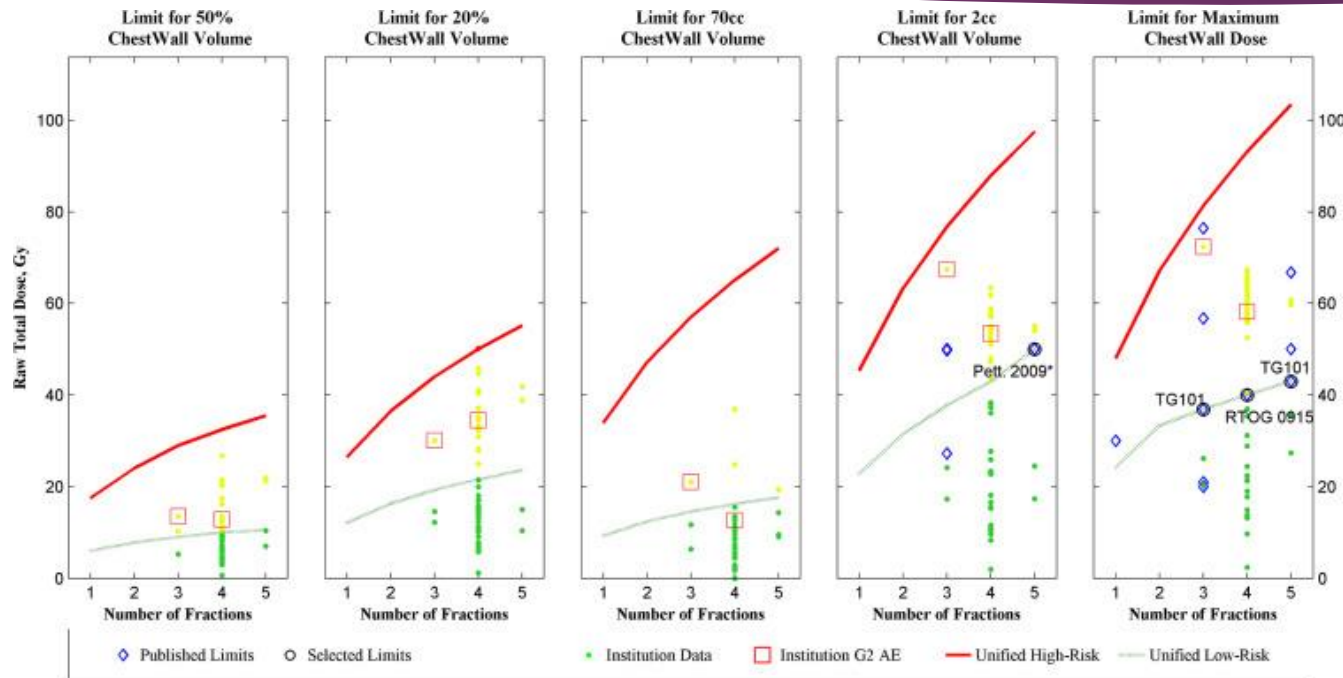 Limit for 50%
ChestWall Volume
Limit for 20%
ChestWall Volume
Limit for 70cc
ChestWall Volume
Limit for 2cc
ChestWall Volume
Limit for Maximum
ChestWall Dose
Raw Total Dose, Gy
100
80
60
40
20
0
100
80
60
40
20
0
Pett. 2009*
TG101
RTOG 0915
TG101
1 2 3 4 5
1 2 3 4 5
1 2 3 4 5
1 2 3 4 5
1 2 3 4 5
Number of Fractions
Number of Fractions
Number of Fractions
Number of Fractions
Number of Fractions
Published Limits
Selected Limits
Institution Data
Institution G2 AE
Unified High-Risk
Unified Low-Risk